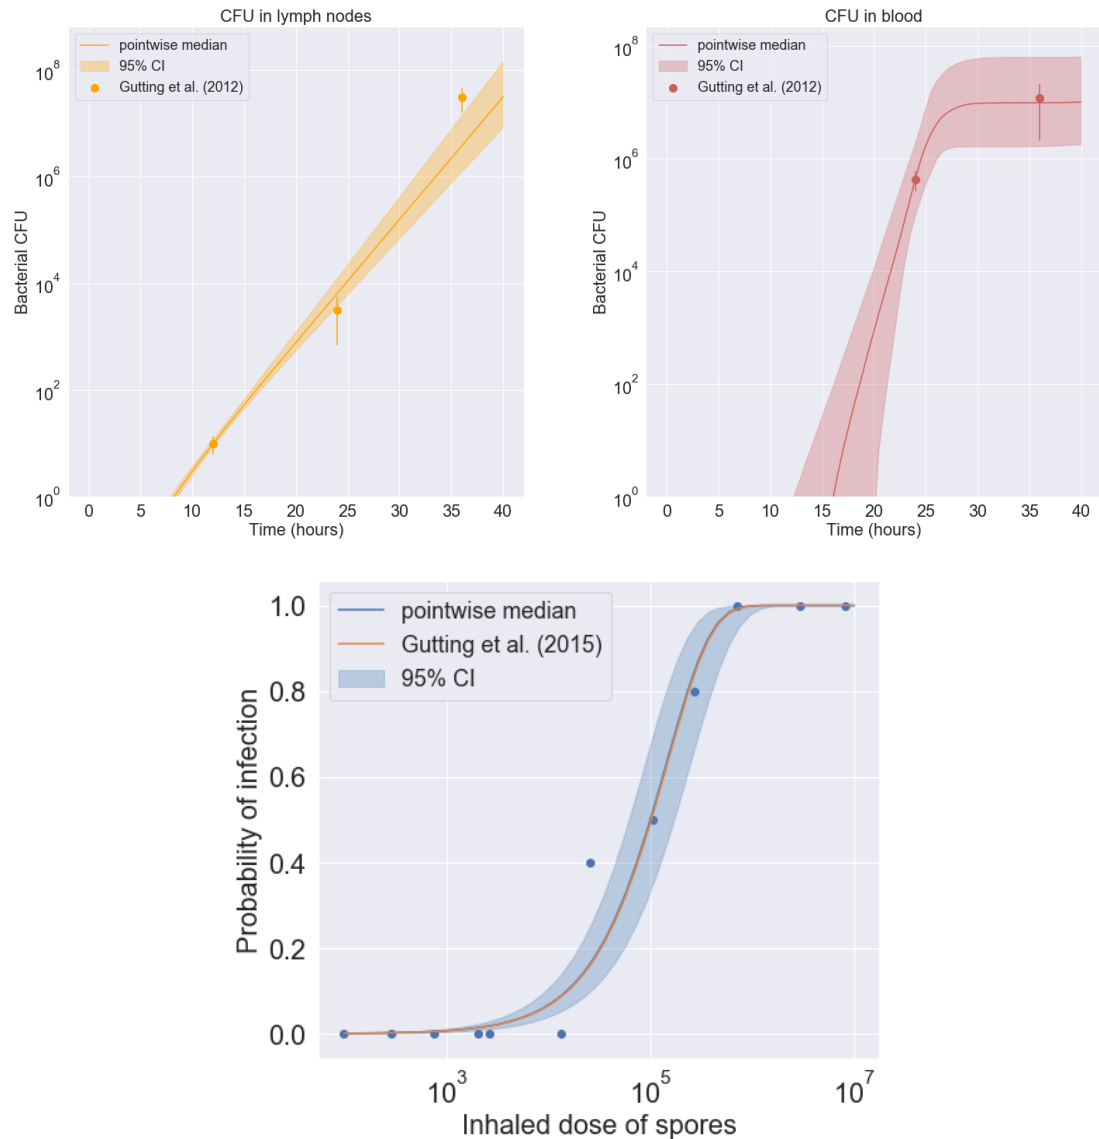 CFU in lymph nodes
pointwise median
95% CI
Gutting et al. (2012)
Bacterial CFU
10^8
10^6
10^4
10^2
10^0
0 5 10 15 20 25 30 35 40
Time (hours)
CFU in blood
pointwise median
95% CI
Gutting et al. (2012)
Bacterial CFU
10^8
10^6
10^4
10^2
10^0
0 5 10 15 20 25 30 35 40
Time (hours)
pointwise median
Gutting et al. (2015)
95% CI
Probability of infection
1.0
0.8
0.6
0.4
0.2
0.0
10^3 10^5 10^7
Inhaled dose of spores